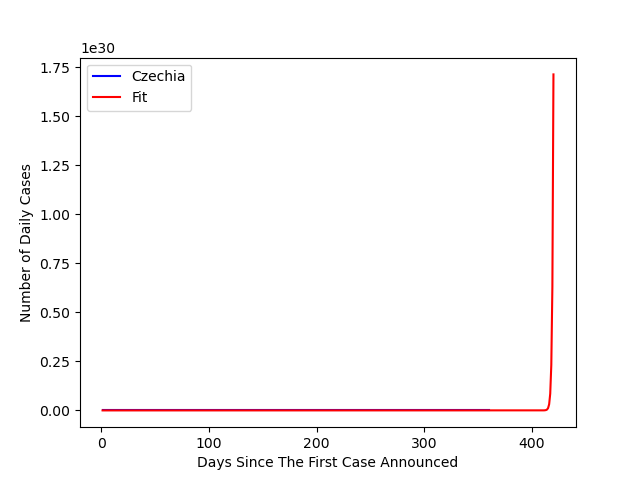 1e30
1.75
1.50
1.25
1.00
0.75
0.50
0.25
0.00
Number of Daily Cases
Czechia
Fit
0 100 200 300 400
Days Since The First Case Announced